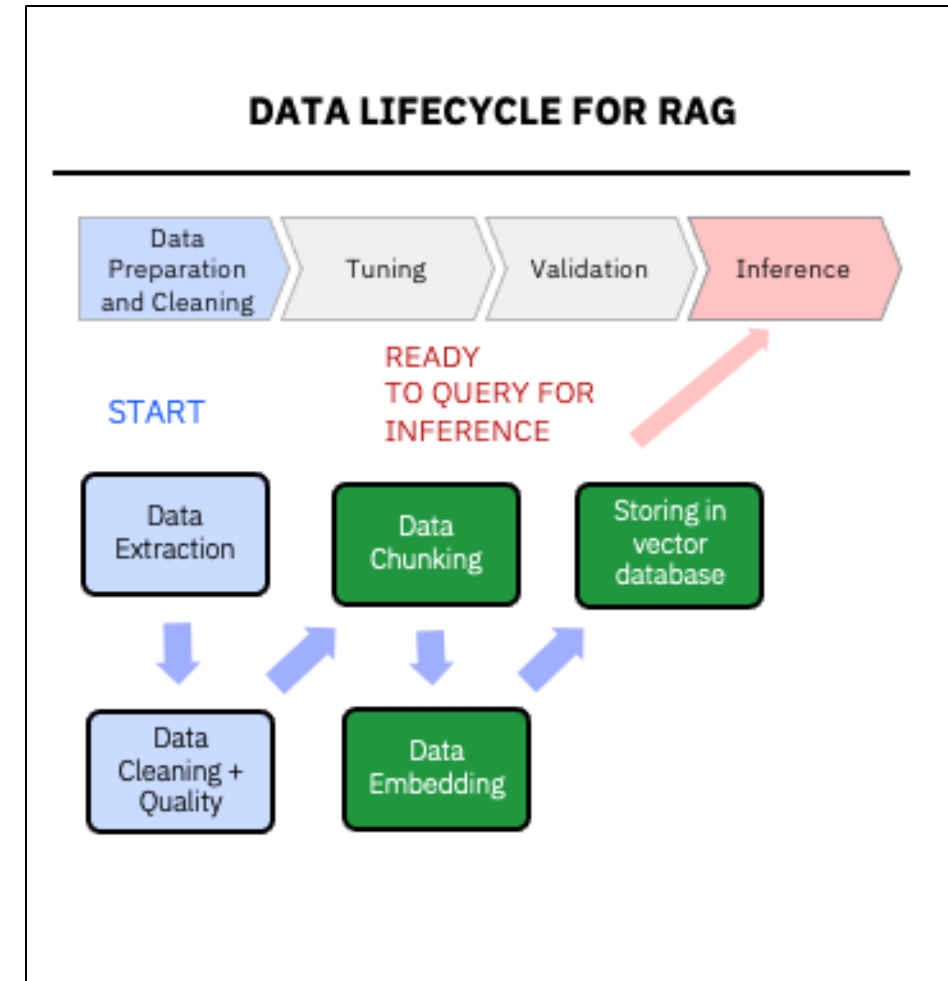 DATA LIFECYCLE FOR RAG
Data
Preparation
and Cleaning
Tuning
Validation
Inference
READY
TO QUERY FOR
INFERENCE
START
Data
Extraction
Data
Chunking
Storing in
vector
database
Data
Cleaning +
Quality
Data
Embedding